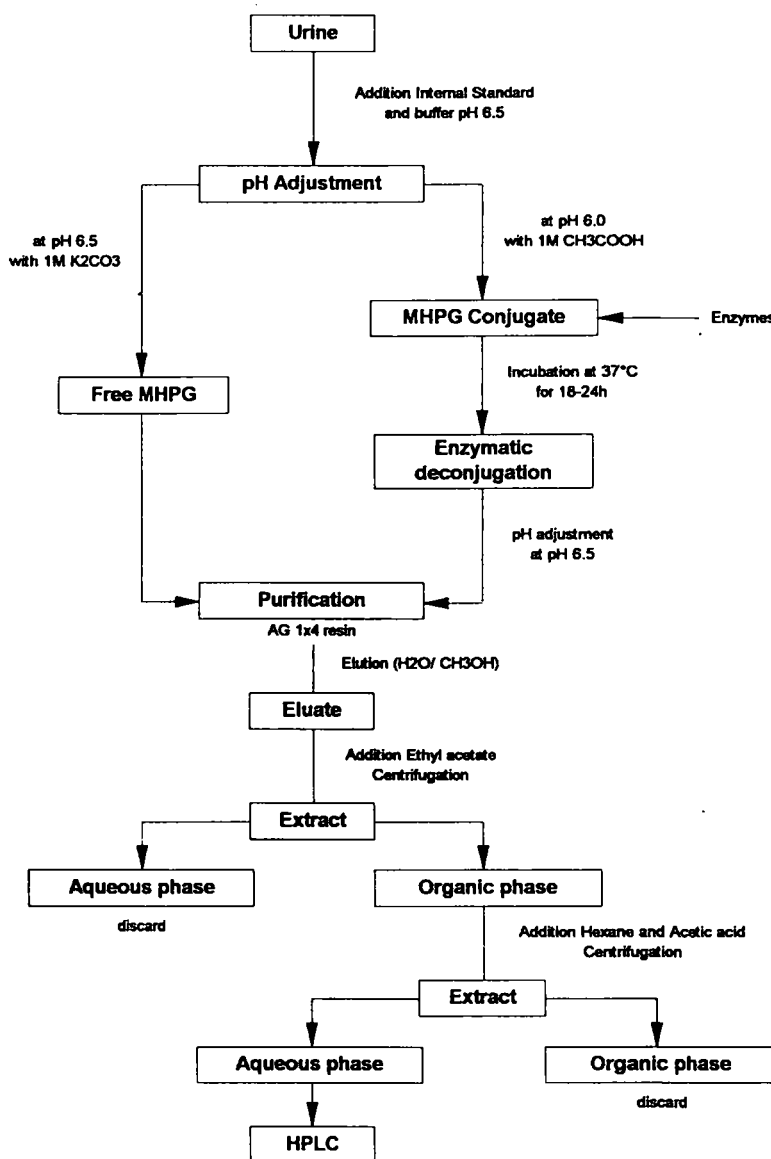 Urine
Addition Internal Standard
and buffer pH 6.5
pH Adjustment
at pH 6.5
with 1M K2CO3
at pH 6.0
with 1M CH3COOH
MHPG Conjugate
Enzymes
Free MHPG
Incubation at 37°C
for 18-24h
Enzymatic
deconjugation
pH adjustment
at pH 6.5
Purification
AG 1x4 resin
Elution (H2O/ CH3OH)
Eluate
Addition Ethyl acetate
Centrifugation
Extract
Aqueous phase
Organic phase
discard
Addition Hexane and Acetic acid
Centrifugation
Extract
Aqueous phase
Organic phase
discard
HPLC